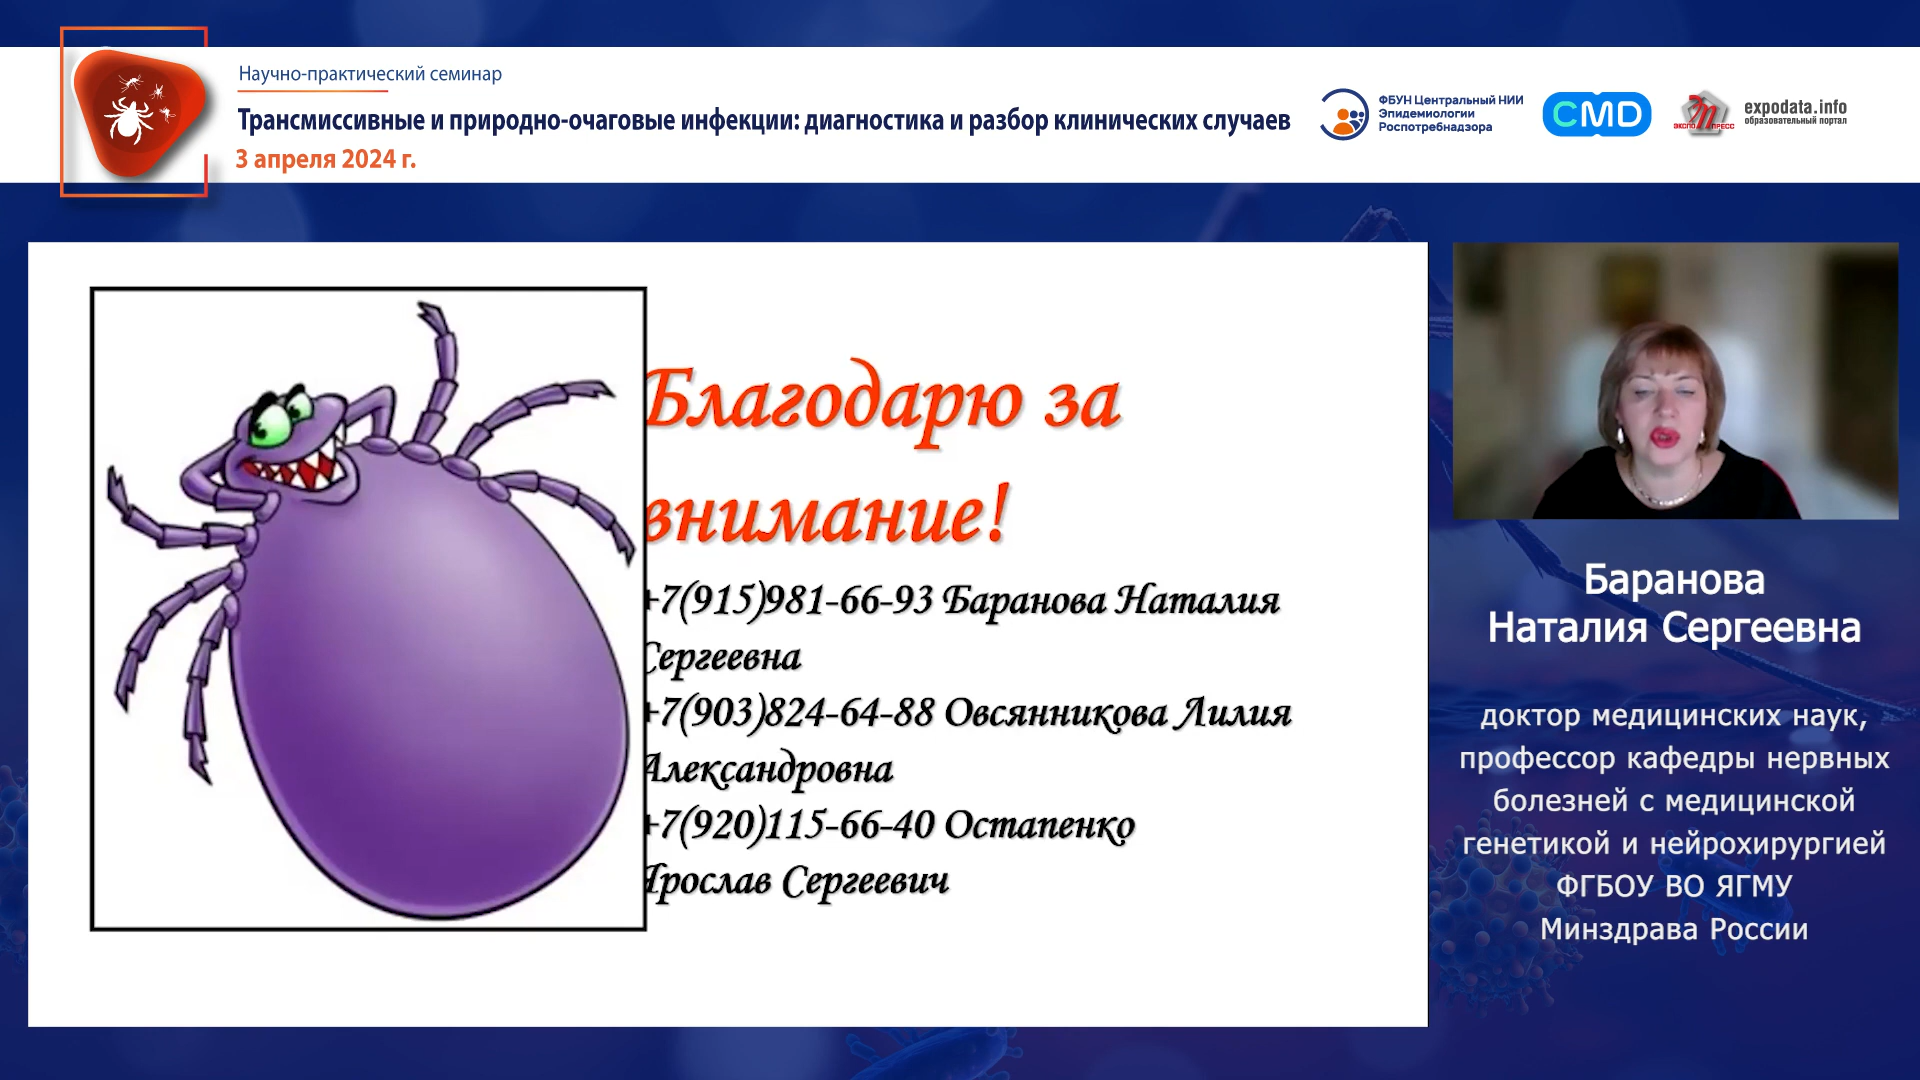 Научно-практический семинар
Трансмиссивные и природно-очаговые инфекции: диагностика и разбор клинических случаев
3 апреля 2024 г.
ФБУН Центральный НИИ
Эпидемиологии
Роспотребнадзора
CMD
ЭКСПО ПРЕСС
expodata.info
образовательный портал
Благодарю за
внимание!
+7(915)981-66-93 Баранова Наталия
Сергеевна
+7(903)824-64-88 Овсянникова Лилия
Александровна
+7(920)115-66-40 Остапенко
Ярослав Сергеевич
Баранова
Наталия Сергеевна
доктор медицинских наук,
профессор кафедры нервных
болезней с медицинской
генетикой и нейрохирургией
ФГБОУ ВО ЯГМУ
Минздрава России